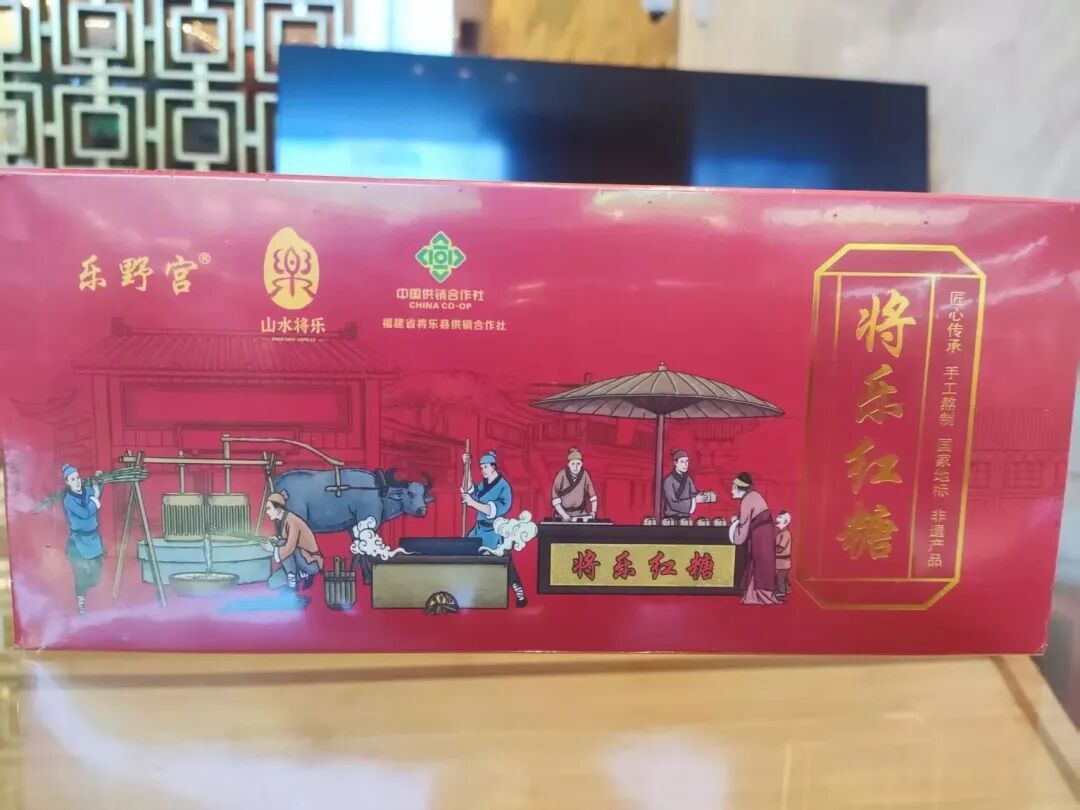 乐野宫®
山水将乐
中国供销合作社
CHINA CO-OP
福建省将乐县供销合作社
将乐红糖
匠心传承 手工熬制 国家地标 非遗产品
将乐红糖